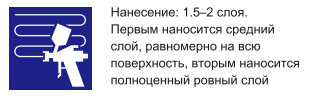 Нанесение: 1.5–2 слоя.
Первым наносится средний
слой, равномерно на всю
поверхность, вторым наносится
полноценный ровный слой